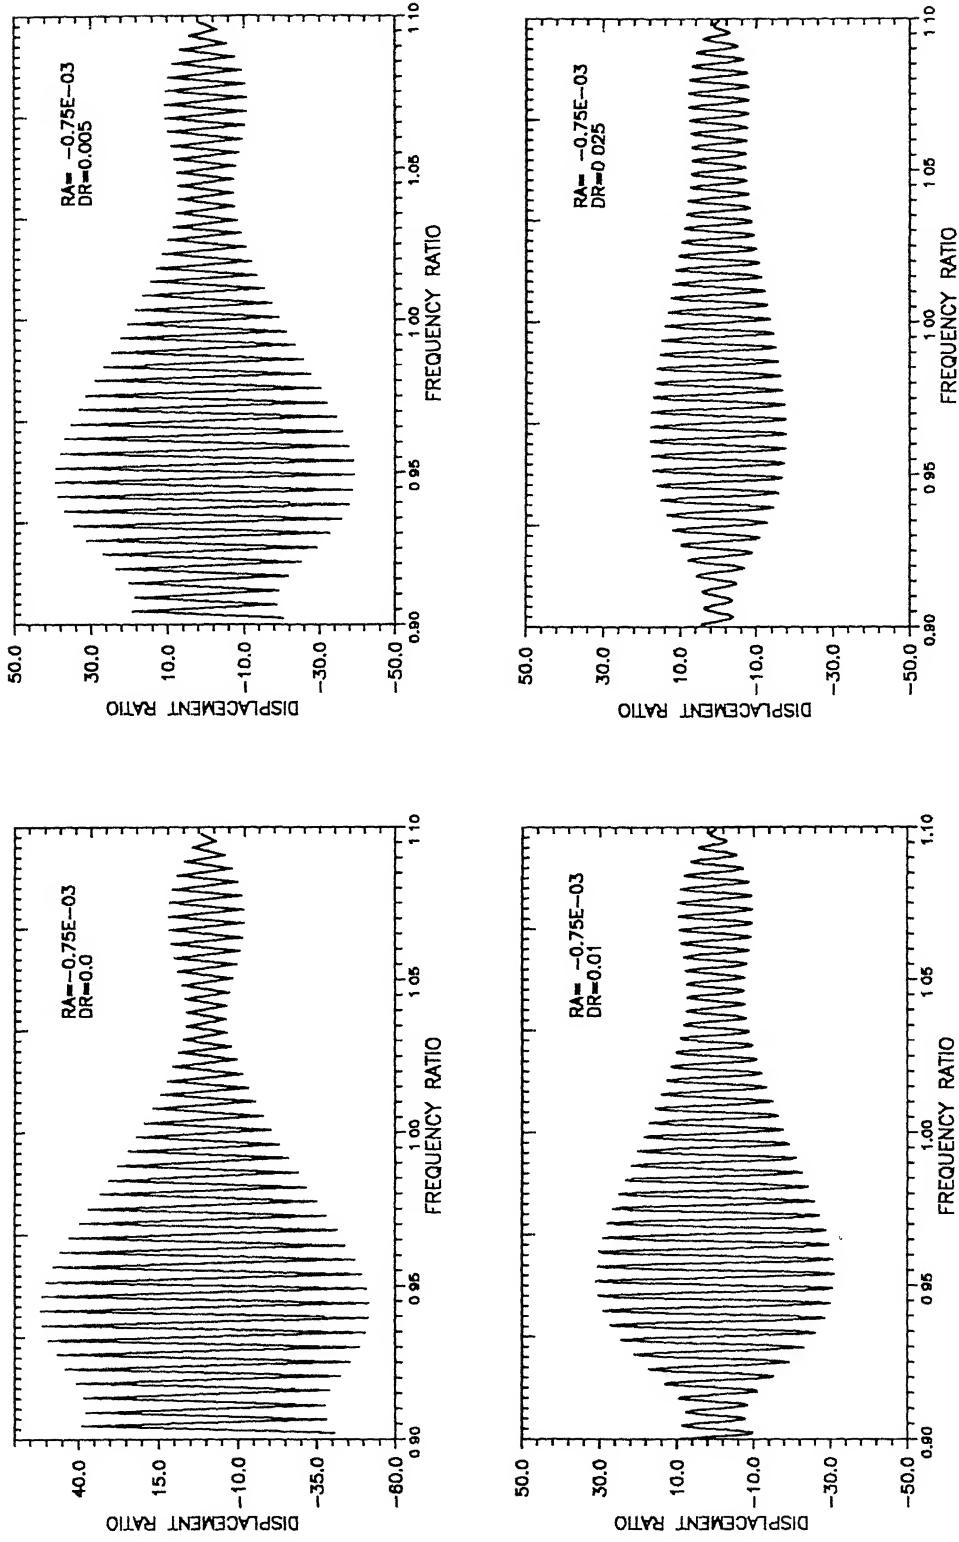 RA=-0.75E-03
DR=0.0
40.0
15.0
-10.0
-35.0
-60.0
DISPLACEMENT RATIO
0 90
0.95
1.00
1.05
1.10
FREQUENCY RATIO
RA= -0.75E-03
DR=0.005
50.0
30.0
10.0
-10.0
-30.0
-50.0
DISPLACEMENT RATIO
0.90
0 95
1.00
1.05
1 10
FREQUENCY RATIO
RA= -0.75E-03
DR=0.01
50.0
30.0
10.0
-10.0
-30.0
-50.0
DISPLACEMENT RATIO
0.90
0.95
1.00
1 05
1.10
FREQUENCY RATIO
RA= -0.75E-03
DR=0 025
50.0
30.0
10.0
-10.0
-30.0
-50.0
DISPLACEMENT RATIO
0.90
0 95
1.00
1 05
1.10
FREQUENCY RATIO